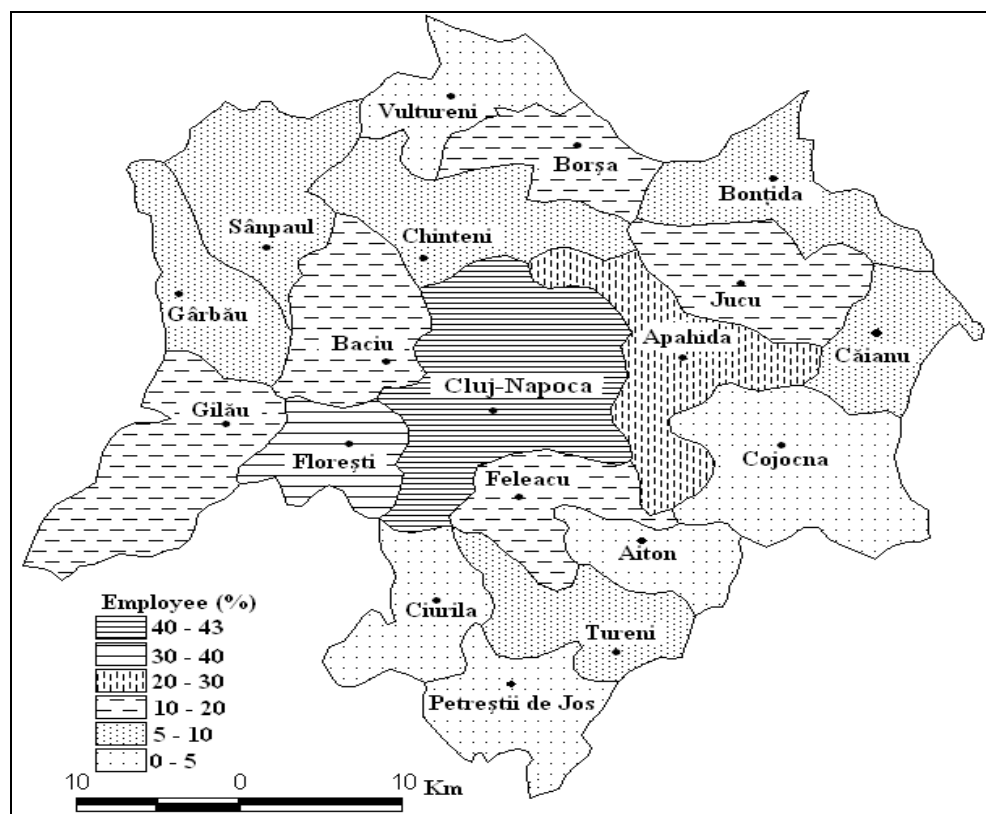 Vultureni
Borșa
Bonțida
Sânpaul
Chinteni
Gârbău
Jucu
Baciu
Apahida
Căianu
Cluj-Napoca
Gilău
Florești
Cojocna
Feleacu
Aiton
Ciurila
Tureni
Petreștii de Jos
Employee (%)
40 - 43
30 - 40
20 - 30
10 - 20
5 - 10
0 - 5
10 0 10 Km